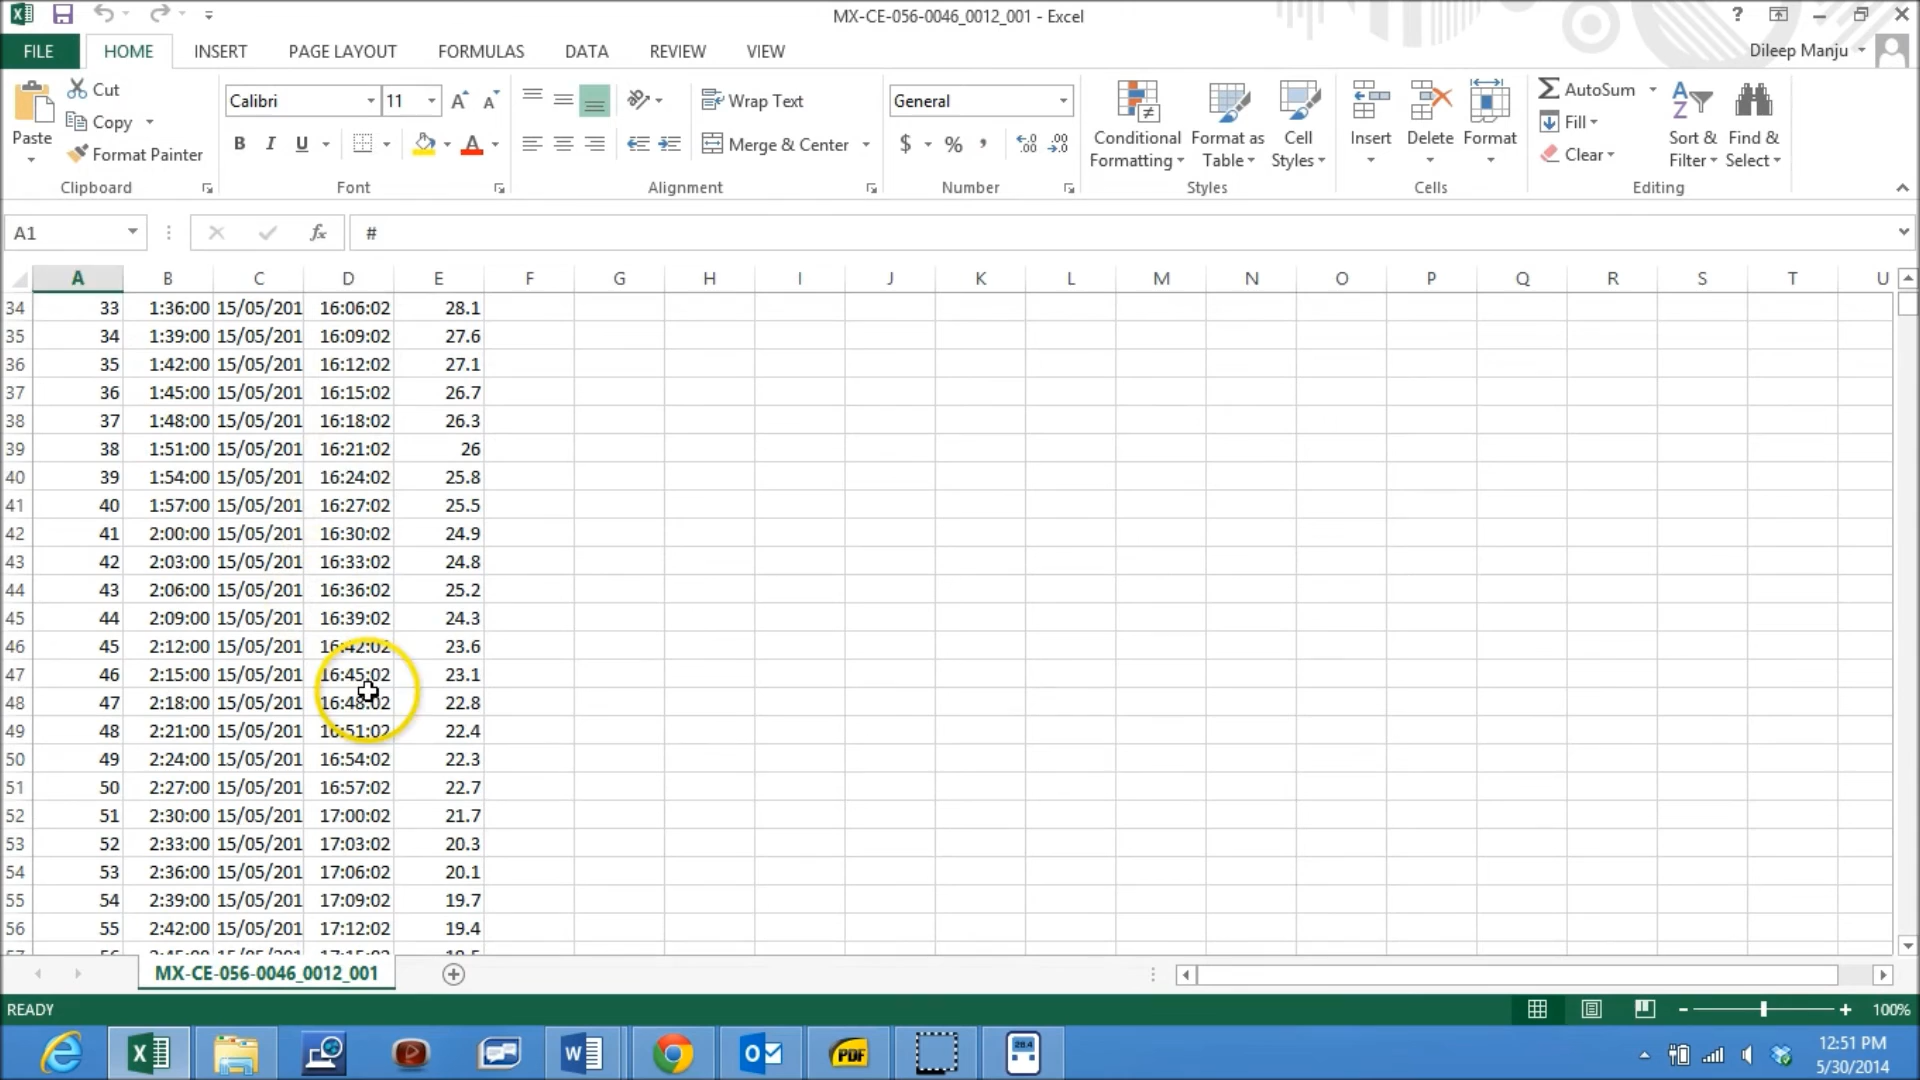 MX-CE-056-0046_0012_001 - Excel
?
FILE HOME INSERT PAGE LAYOUT FORMULAS DATA REVIEW VIEW
Dileep Manju
Cut
Copy
Format Painter
Paste
Clipboard
Calibri 11
B I U
Font
Wrap Text
Merge & Center
Alignment
General
$ % ,
Number
Conditional Formatting
Format as Table
Cell Styles
Styles
Insert
Delete
Format
Cells
AutoSum
Fill
Clear
Sort & Filter
Find & Select
Editing
A1 fx #
A B C D E F G H I J K L M N O P Q R S T U
34 33 1:36:00 15/05/201 16:06:02 28.1
35 34 1:39:00 15/05/201 16:09:02 27.6
36 35 1:42:00 15/05/201 16:12:02 27.1
37 36 1:45:00 15/05/201 16:15:02 26.7
38 37 1:48:00 15/05/201 16:18:02 26.3
39 38 1:51:00 15/05/201 16:21:02 26
40 39 1:54:00 15/05/201 16:24:02 25.8
41 40 1:57:00 15/05/201 16:27:02 25.5
42 41 2:00:00 15/05/201 16:30:02 24.9
43 42 2:03:00 15/05/201 16:33:02 24.8
44 43 2:06:00 15/05/201 16:36:02 25.2
45 44 2:09:00 15/05/201 16:39:02 24.3
46 45 2:12:00 15/05/201 16:42:02 23.6
47 46 2:15:00 15/05/201 16:45:02 23.1
48 47 2:18:00 15/05/201 16:48:02 22.8
49 48 2:21:00 15/05/201 16:51:02 22.4
50 49 2:24:00 15/05/201 16:54:02 22.3
51 50 2:27:00 15/05/201 16:57:02 22.7
52 51 2:30:00 15/05/201 17:00:02 21.7
53 52 2:33:00 15/05/201 17:03:02 20.3
54 53 2:36:00 15/05/201 17:06:02 20.1
55 54 2:39:00 15/05/201 17:09:02 19.7
56 55 2:42:00 15/05/201 17:12:02 19.4
MX-CE-056-0046_0012_001
READY
100%
PDF
12:51 PM
5/30/2014